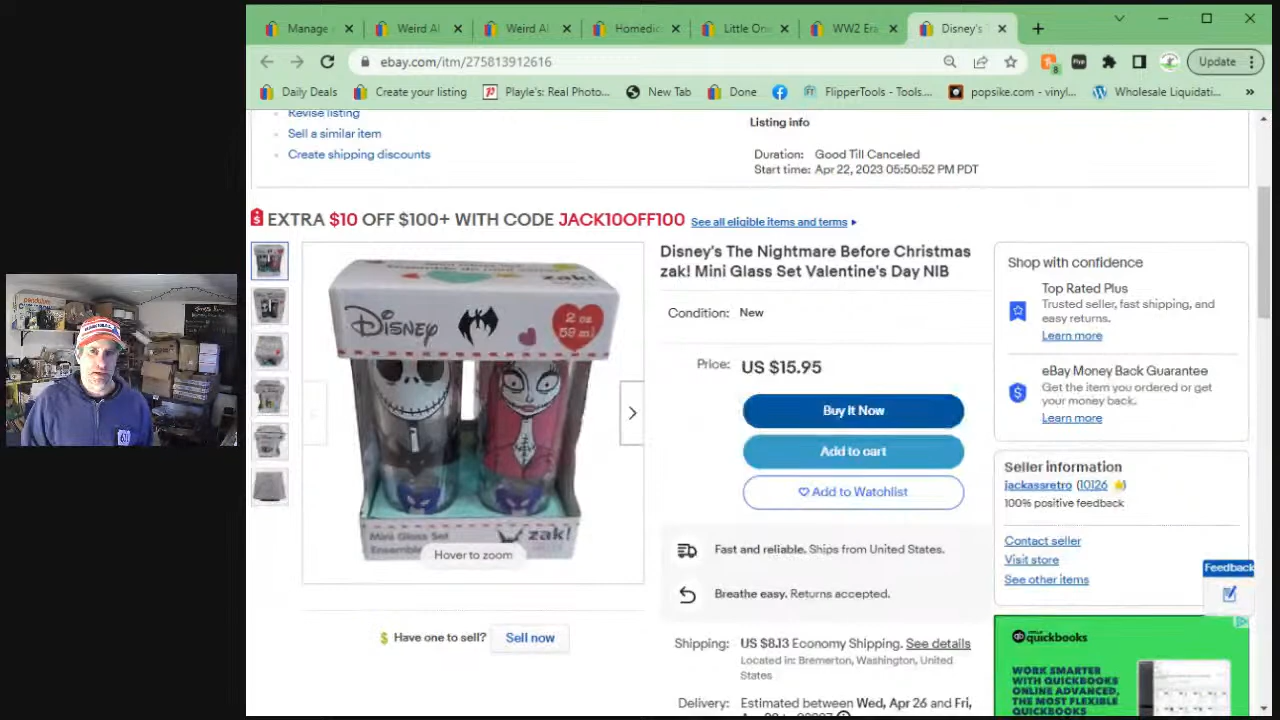 Manage
Weird Al
Weird Al
Homedic
Little One
WW2 Era
Disney's
ebay.com/itm/275813912616
Update
Daily Deals
Create your listing
Playle's: Real Photo...
New Tab
Done
FlipperTools - Tools....
popsike.com - vinyl...
Wholesale Liquidati...
Revise listing
Sell a similar item
Create shipping discounts
Listing info
Duration: Good Till Canceled
Start time: Apr 22, 2023 05:50:52 PM PDT
EXTRA $10 OFF $100+ WITH CODE JACK10OFF100 See all eligible items and terms
Disney
2 oz
59 ml
zak!
Mini Glass Set
Ensemble
zak!
Hover to zoom
Have one to sell? Sell now
Disney's The Nightmare Before Christmas
zak! Mini Glass Set Valentine's Day NIB
Condition: New
Price: US $15.95
Buy It Now
Add to cart
Add to Watchlist
Fast and reliable. Ships from United States.
Breathe easy. Returns accepted.
Shipping: US $8.13 Economy Shipping. See details
Located in: Bremerton, Washington, United
States
Delivery: Estimated between Wed, Apr 26 and Fri,
Shop with confidence
Top Rated Plus
Trusted seller, fast shipping, and
easy returns.
Learn more
eBay Money Back Guarantee
Get the item you ordered or get
your money back.
Learn more
Seller information
jackassretro (10126)
100% positive feedback
Contact seller
Visit store
See other items
Feedback
quickbooks
WORK SMARTER
WITH QUICKBOOKS
ONLINE ADVANCED,
THE MOST FLEXIBLE
QUICKBOOKS